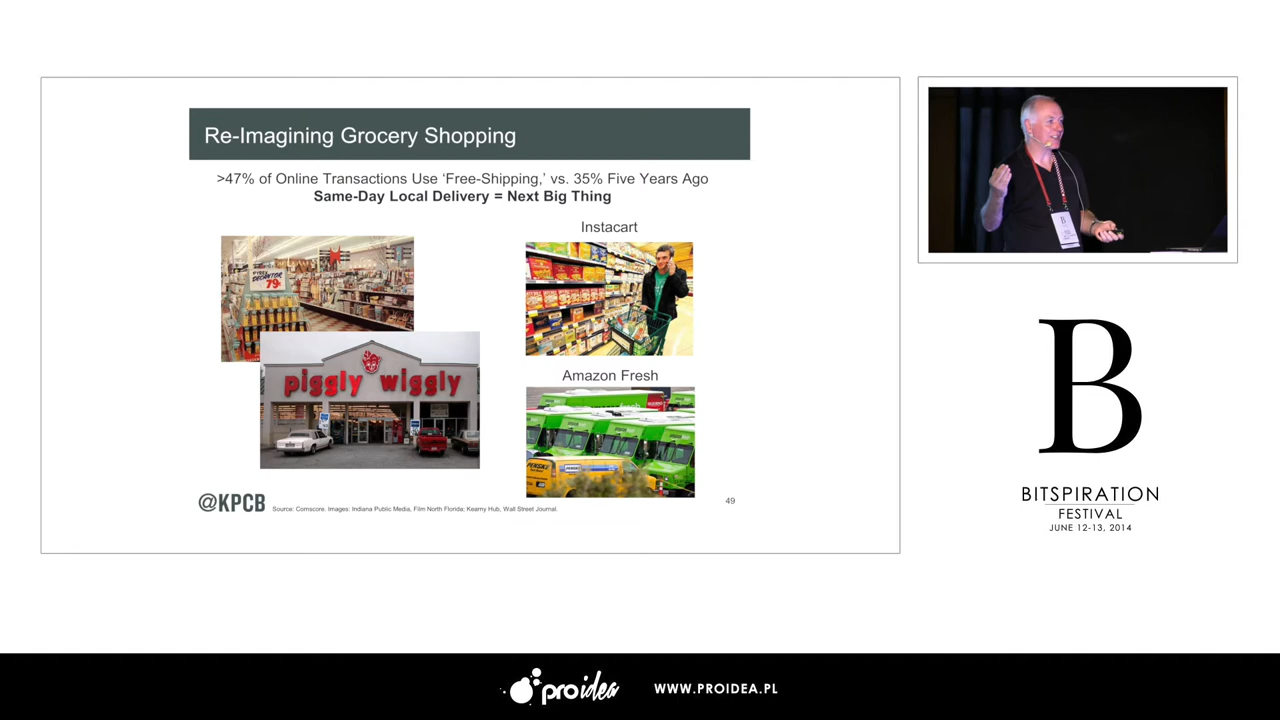 Re-Imagining Grocery Shopping
>47% of Online Transactions Use ‘Free-Shipping,’ vs. 35% Five Years Ago
Same-Day Local Delivery = Next Big Thing
Instacart
79
piggly wiggly
Amazon Fresh
PENSKE
@KPCB
Source: Comscore. Images: Indiana Public Media, Film North Florida; Kearny Hub, Wall Street Journal.
49
B
B
BITSPIRATION
FESTIVAL
JUNE 12-13, 2014
proidea
WWW.PROIDEA.PL